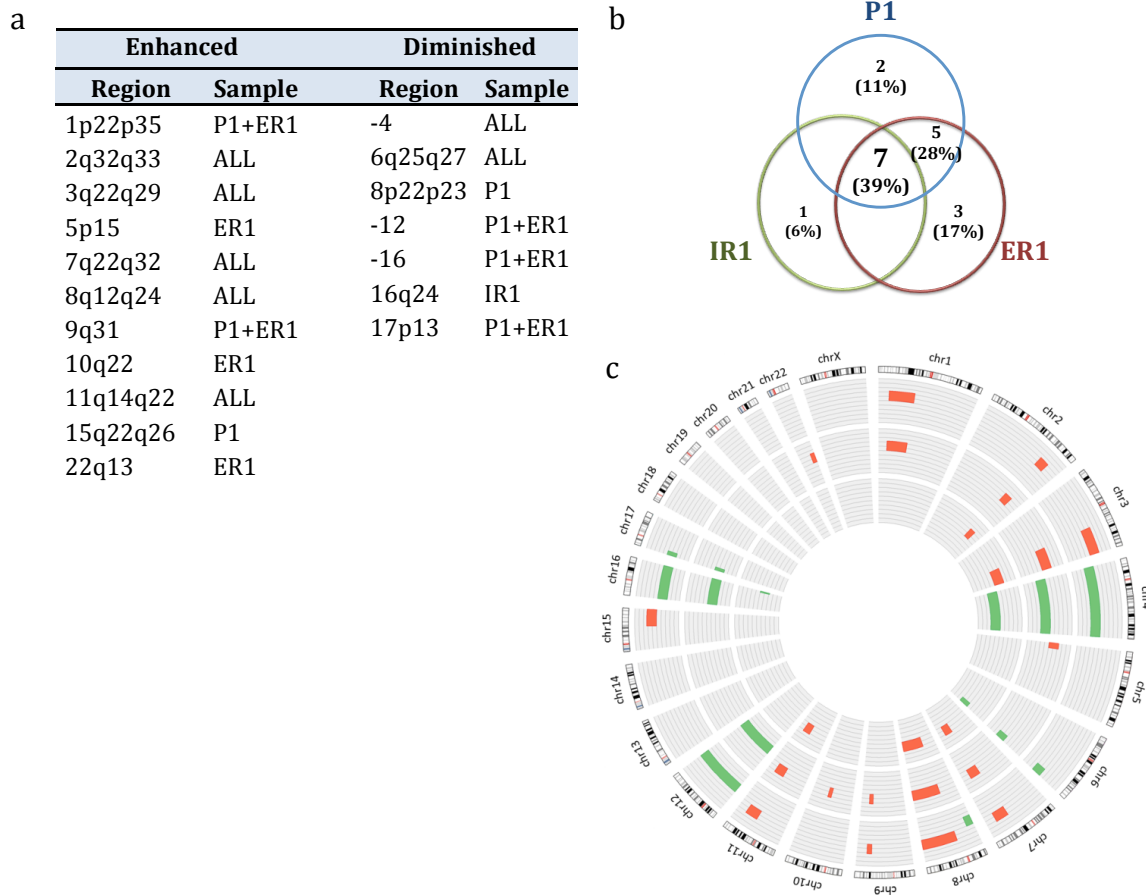 a
Enhanced Diminished
Region Sample Region Sample
1p22p35 P1+ER1 -4 ALL
2q32q33 ALL 6q25q27 ALL
3q22q29 ALL 8p22p23 P1
5p15 ER1 -12 P1+ER1
7q22q32 ALL -16 P1+ER1
8q12q24 ALL 16q24 IR1
9q31 P1+ER1 17p13 P1+ER1
10q22 ER1
11q14q22 ALL
15q22q26 P1
22q13 ER1
b
P1
2
(11%)
5
(28%)
7
(39%)
1
(6%)
3
(17%)
IR1
ER1
c
chr1
chr2
chr3
chr5
chr6
chr7
chr8
chr9
chr10
chr11
chr12
chr13
chr14
chr15
chr16
chr17
chr18
chr19
chr20
chr21
chr22
chrX